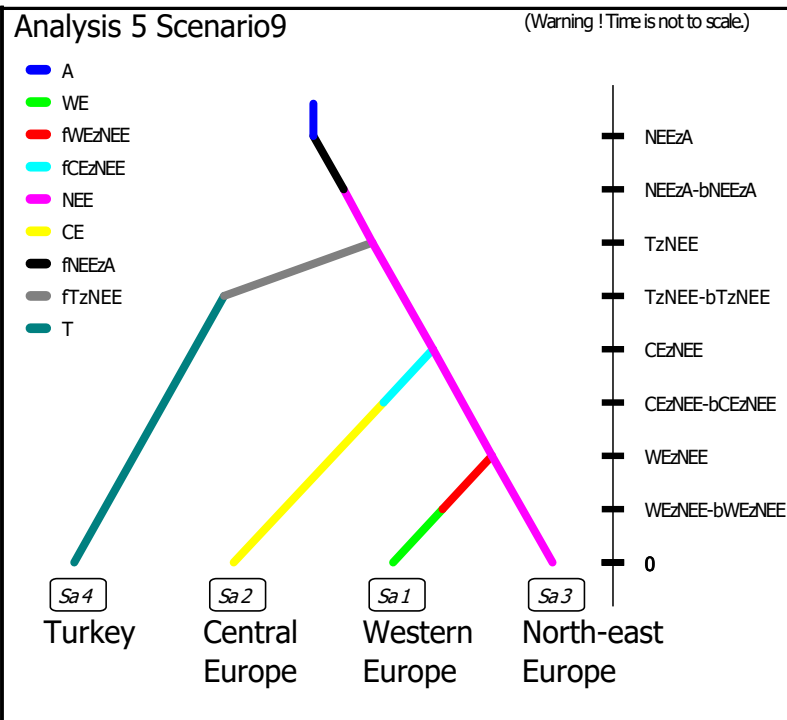 Analysis 5 Scenario9
(Warning ! Time is not to scale.)
A
WE
fWEzNEE
fCEzNEE
NEE
CE
fNEEzA
fTzNEE
T
NEEzA
NEEzA-bNEEzA
TzNEE
TzNEE-bTzNEE
CEzNEE
CEzNEE-bCEzNEE
WEzNEE
WEzNEE-bWEzNEE
0
Sa 4
Sa 2
Sa 1
Sa 3
Turkey
Central
Europe
Western
Europe
North-east
Europe